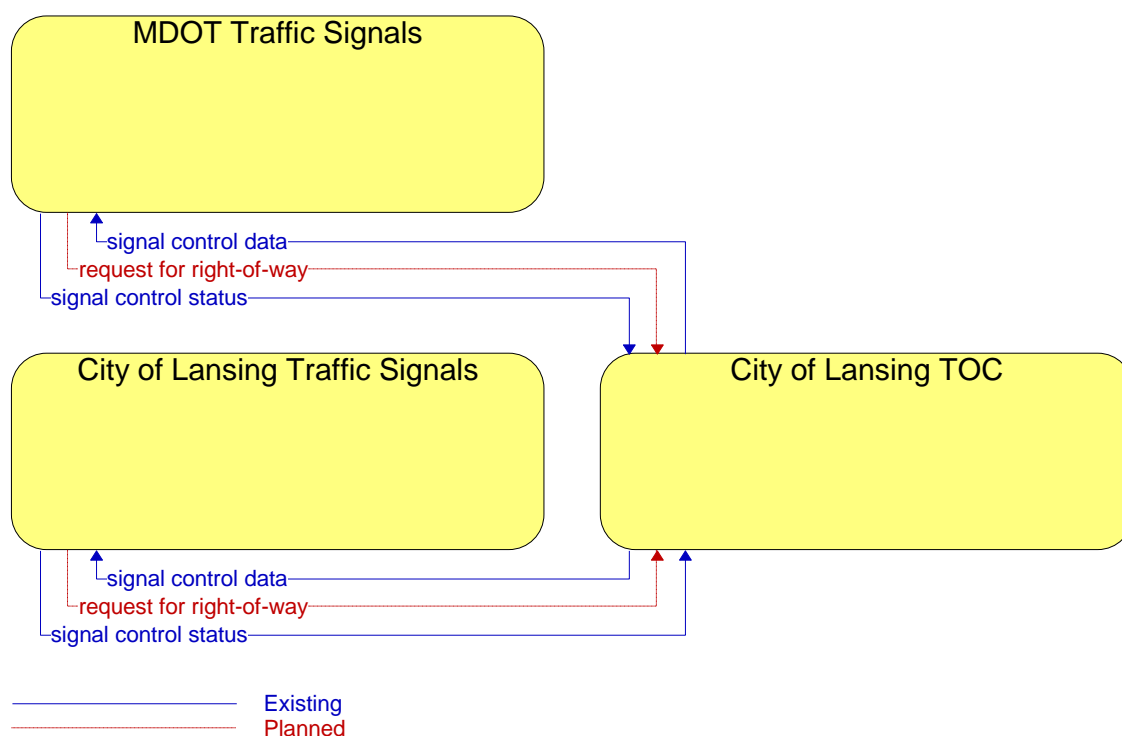 MDOT Traffic Signals
signal control data
request for right-of-way
signal control status
City of Lansing Traffic Signals
City of Lansing TOC
signal control data
request for right-of-way
signal control status
Existing
Planned